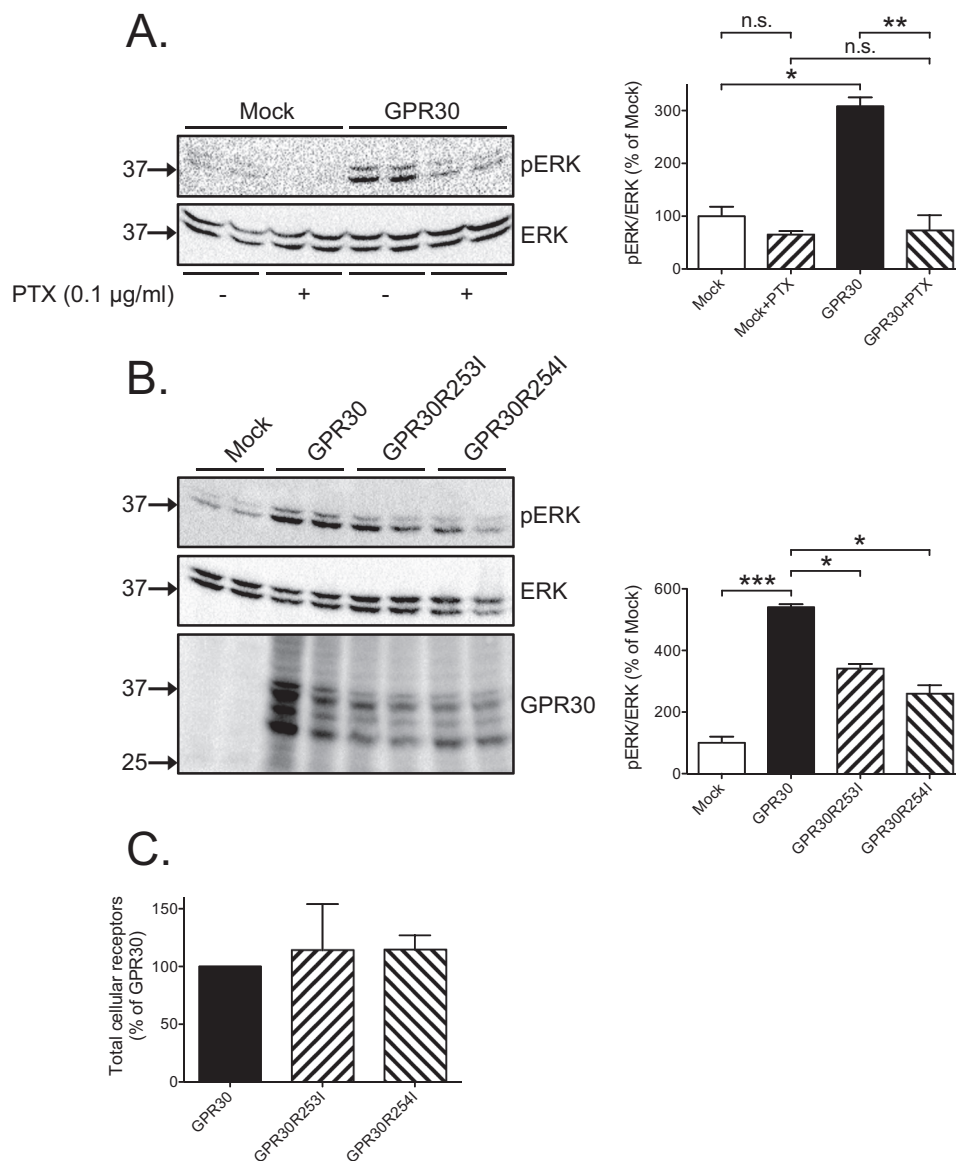 A.
Mock GPR30
37 pERK
37 ERK
PTX (0.1 µg/ml) - + - +
n.s. **
n.s.
*
pERK/ERK (% of Mock)
300
200
100
0
Mock Mock+PTX GPR30 GPR30+PTX
B.
Mock GPR30 GPR30R253I GPR30R254I
37 pERK
37 ERK
37 GPR30
25
*
*
***
pERK/ERK (% of Mock)
600
400
200
0
Mock GPR30 GPR30R253I GPR30R254I
C.
Total cellular receptors
(% of GPR30)
150
100
50
0
GPR30 GPR30R253I GPR30R254I